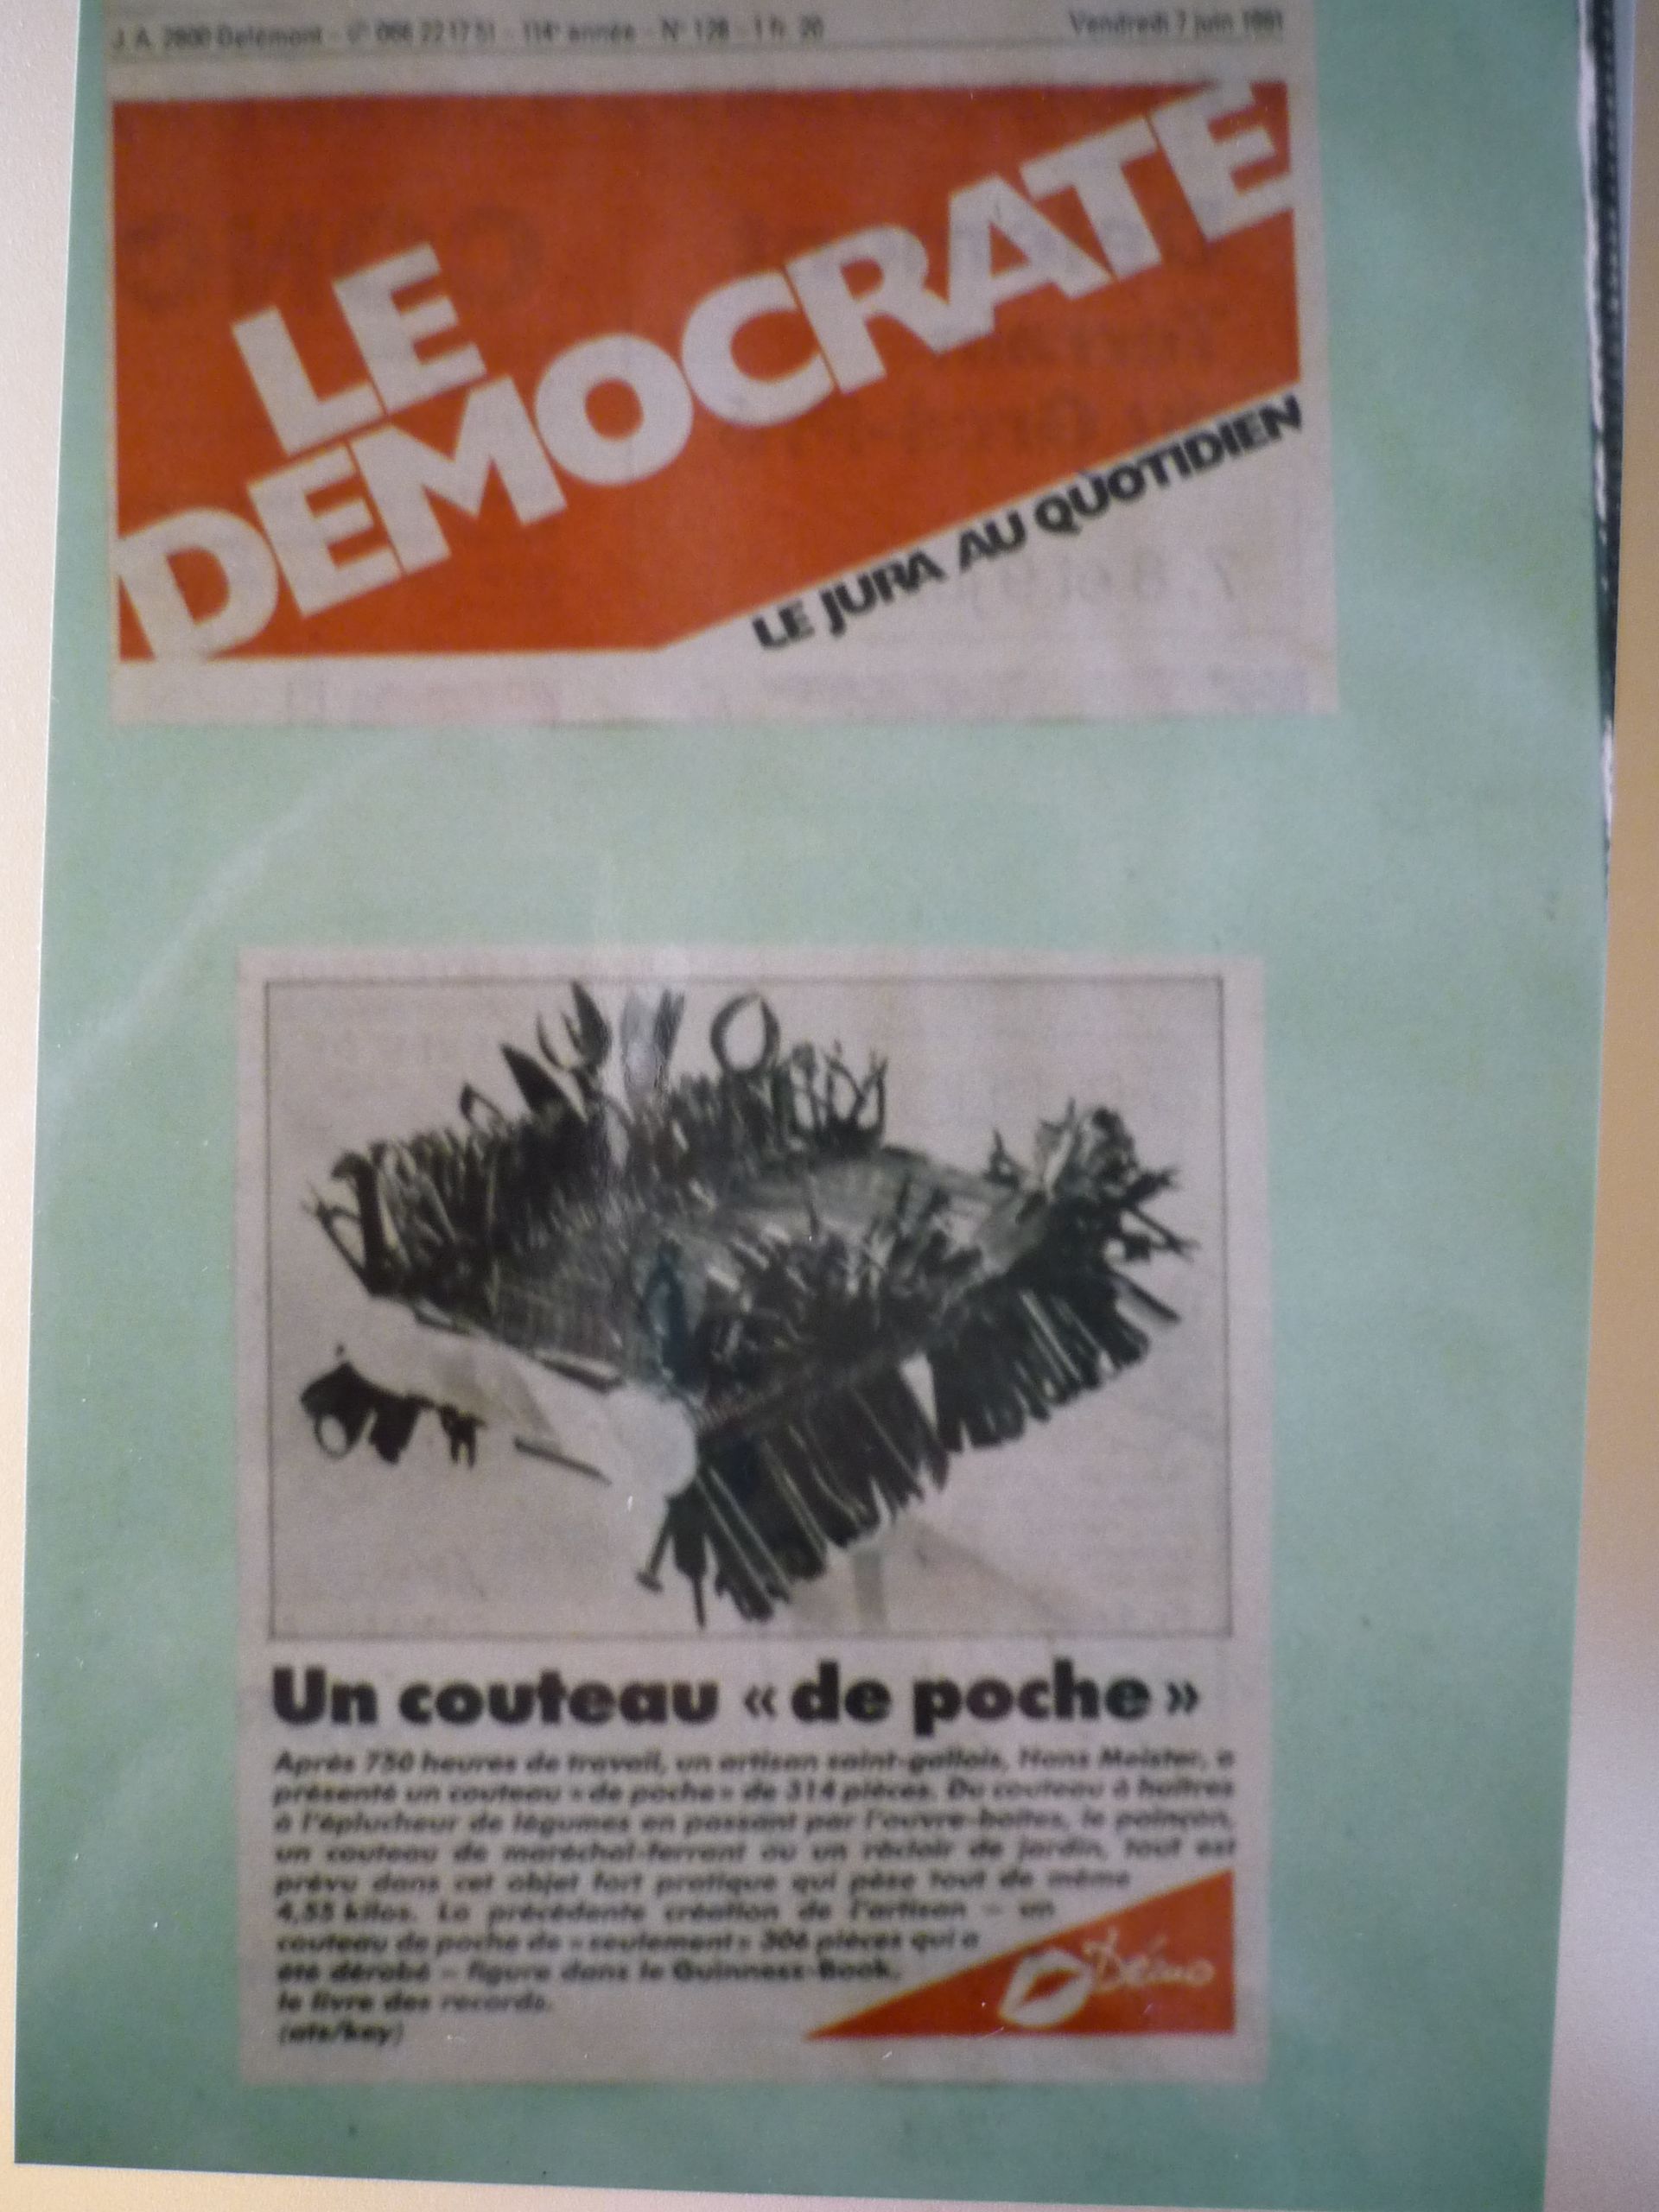 J. A. 2800 Delémont - ✆ 066 22 17 51 - 114e année - N° 128 - 1 fr. 20
Vendredi 7 juin 1991
LE
DEMOCRATE
LE JURA AU QUOTIDIEN
Un couteau « de poche »
Après 750 heures de travail, un artisan saint-gallois, Hans Meister, a
présenté un couteau « de poche » de 314 pièces. Du couteau à huîtres
à l'éplucheur de légumes en passant par l'ouvre-boîtes, le poinçon,
un couteau de maréchal-ferrant ou un racloir de jardin, tout est
prévu dans cet objet fort pratique qui pèse tout de même
4,55 kilos. La précédente création de l'artisan – un
couteau de poche de « seulement » 306 pièces qui a
été dérobé – figure dans le Guinness-Book,
le livre des records.
(ats/key)
Démo